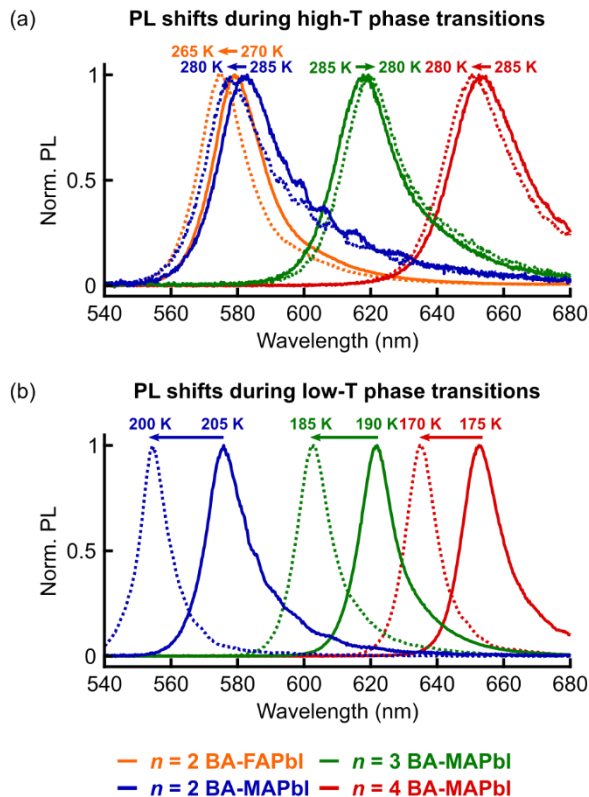 (a) PL shifts during high-T phase transitions
265 K 270 K
280 K 285 K 285 K 280 K 280 K 285 K
1
0.5
0
Norm. PL
540 560 580 600 620 640 660 680
Wavelength (nm)
(b) PL shifts during low-T phase transitions
200 K 205 K 185 K 190 K 170 K 175 K
1
0.5
0
Norm. PL
540 560 580 600 620 640 660 680
Wavelength (nm)
n = 2 BA-FAPbI n = 3 BA-MAPbI
n = 2 BA-MAPbI n = 4 BA-MAPbI